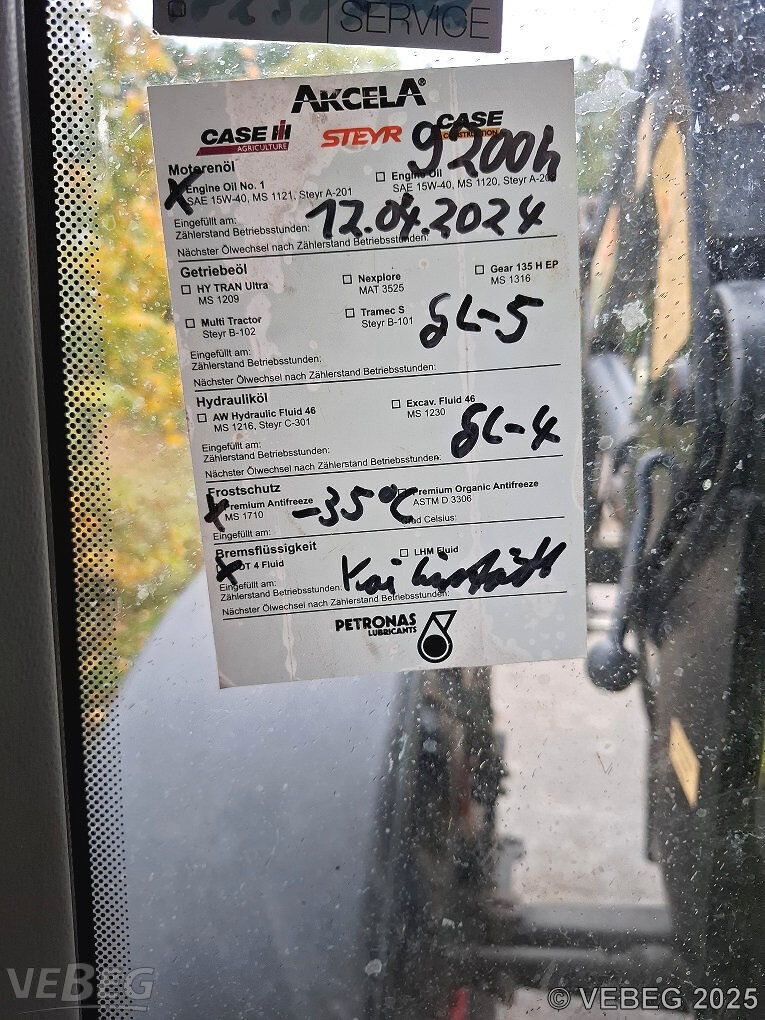 SERVICE
AKCELA®
CASE IH
AGRICULTURE
STEYR
CASE
CONSTRUCTION
9200h
Motorenöl
X Engine Oil No. 1
SAE 15W-40, MS 1121, Steyr A-201
Engine Oil
SAE 15W-40, MS 1120, Steyr
Eingefüllt am:
Zählerstand Betriebsstunden: 12.04.2024
Nächster Ölwechsel nach Zählerstand Betriebsstunden:
Getriebeöl
HY TRAN Ultra
MS 1209
Nexplore
MAT 3525
Gear 135 H EP
MS 1316
Multi Tractor
Steyr B-102
Tramec S
Steyr B-101
GL-5
Eingefüllt am:
Zählerstand Betriebsstunden:
Nächster Ölwechsel nach Zählerstand Betriebsstunden:
Hydrauliköl
AW Hydraulic Fluid 46
MS 1216, Steyr C-301
Excav. Fluid 46
MS 1230
GL-4
Eingefüllt am:
Zählerstand Betriebsstunden:
Nächster Ölwechsel nach Zählerstand Betriebsstunden:
Frostschutz
X Premium Antifreeze
MS 1710
-35°C
Premium Organic Antifreeze
ASTM D 3306
Eingefüllt am:
Grad Celsius:
Bremsflüssigkeit
X DOT 4 Fluid
LHM Fluid
Eingefüllt am:
Zählerstand Betriebsstunden:
Nächster Ölwechsel nach Zählerstand Betriebsstunden:
PETRONAS
LUBRICANTS
VEBEG
© VEBEG 2025